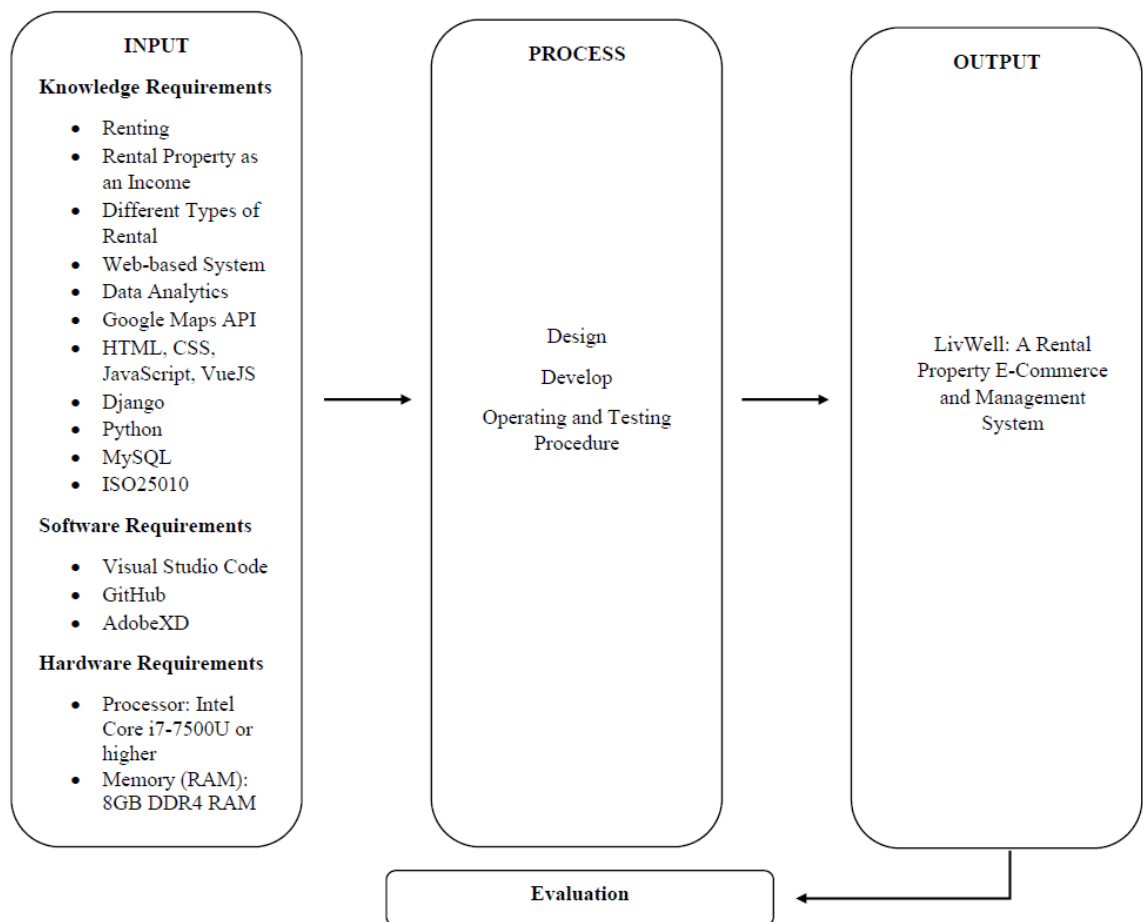 INPUT
Knowledge Requirements
• Renting
• Rental Property as
an Income
• Different Types of
Rental
• Web-based System
• Data Analytics
• Google Maps API
• HTML, CSS,
JavaScript, VueJS
• Django
• Python
• MySQL
• ISO25010
Software Requirements
• Visual Studio Code
• GitHub
• AdobeXD
Hardware Requirements
• Processor: Intel
Core i7-7500U or
higher
• Memory (RAM):
8GB DDR4 RAM
PROCESS
Design
Develop
Operating and Testing
Procedure
OUTPUT
LivWell: A Rental
Property E-Commerce
and Management
System
Evaluation